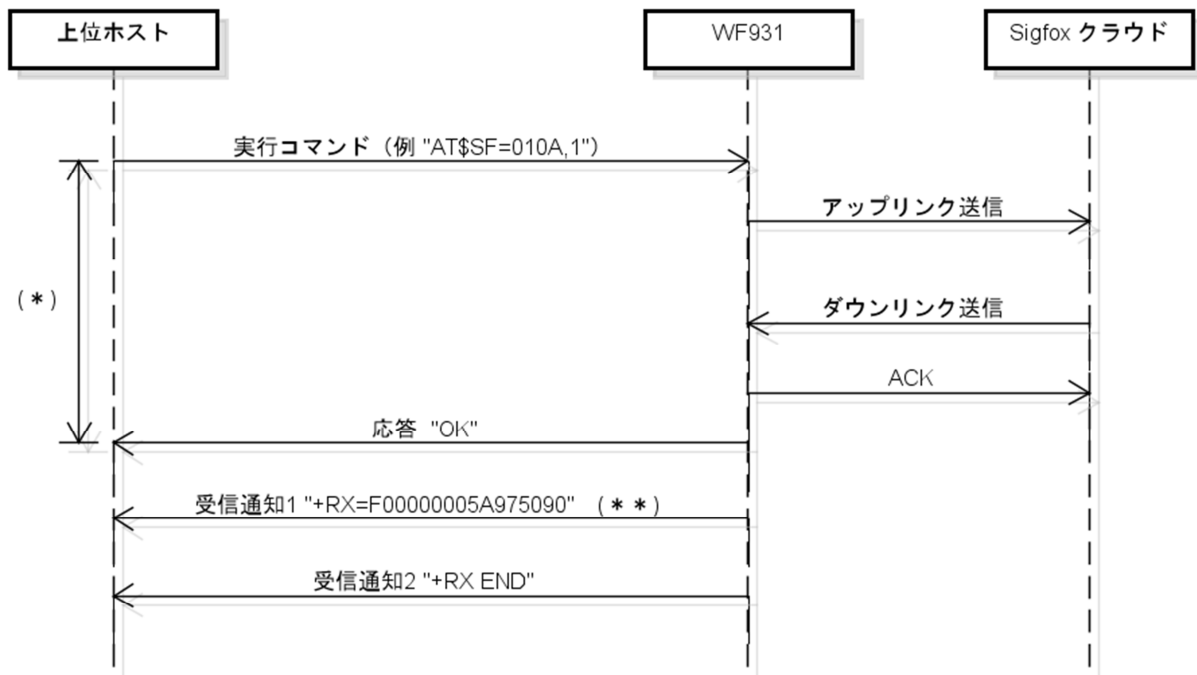 上位ホスト
WF931
Sigfox クラウド
実行コマンド（例 "AT$SF=010A,1"）
アップリンク送信
(＊)
ダウンリンク送信
ACK
応答 "OK"
受信通知1 "+RX=F00000005A975090" (＊＊)
受信通知2 "+RX END"